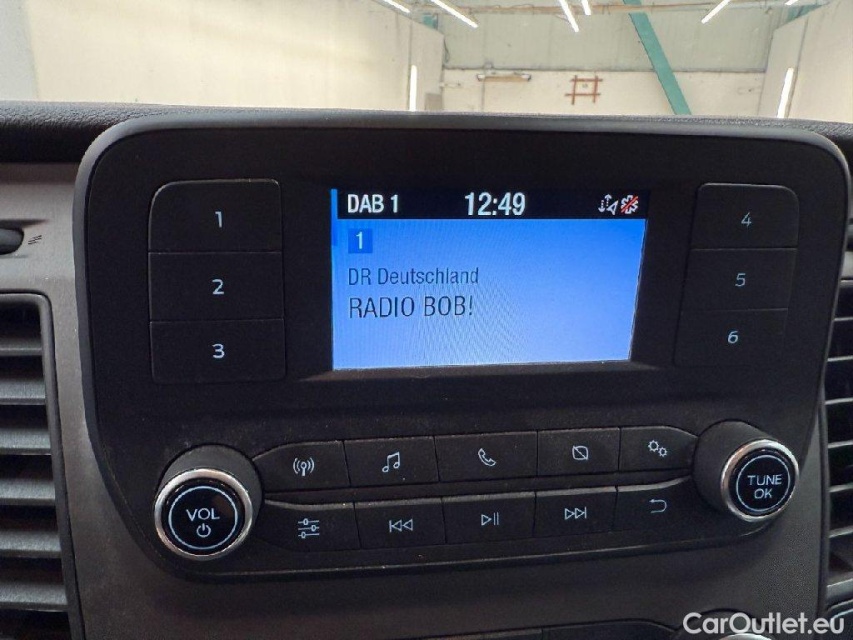 DAB 1
12:49
1
DR Deutschland
RADIO BOB!
1
2
3
4
5
6
VOL
TUNE
OK
CarOutlet.eu